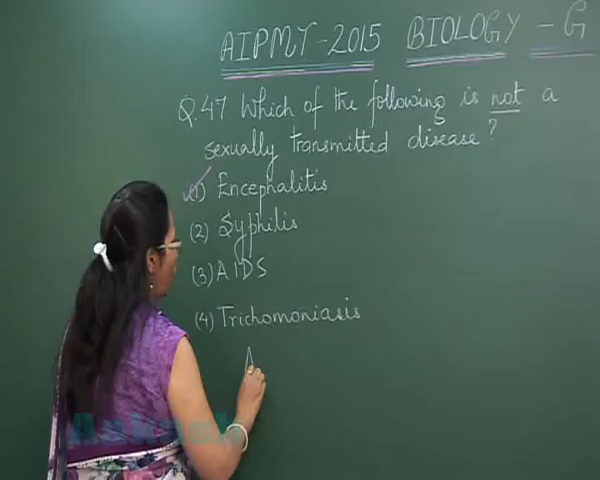 AIPMT-2015 BIOLOGY - G
Q.47 Which of the following is not a
sexually transmitted disease?
(1) Encephalitis
(2) Syphilis
(3) AIDS
(4) Trichomoniasis
A
Aakash